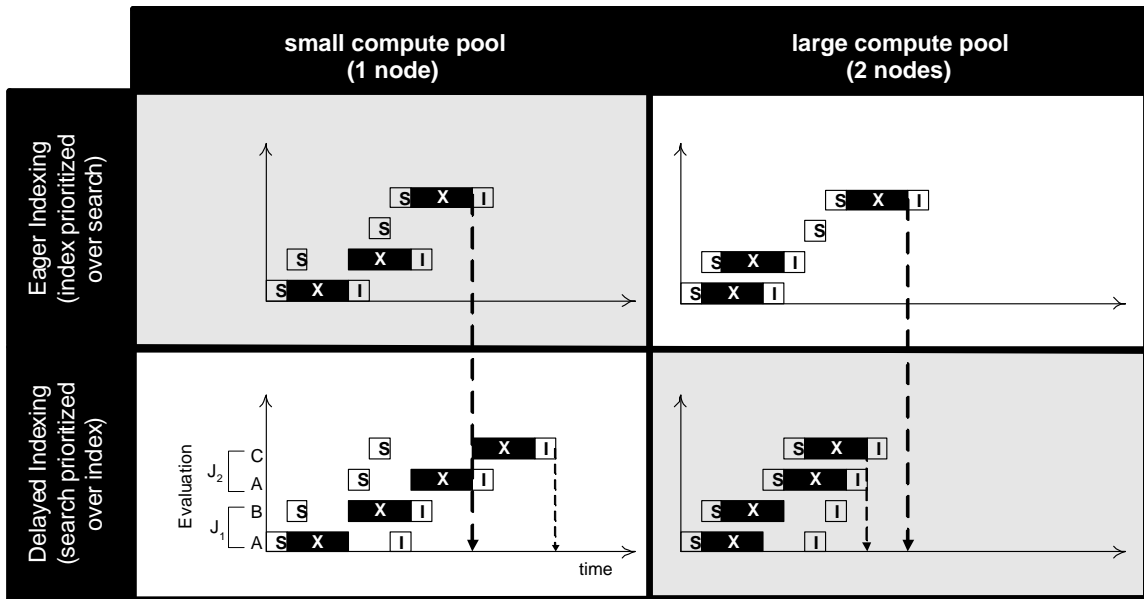 small compute pool
(1 node)
large compute pool
(2 nodes)
Eager Indexing
(index prioritized
over search)
S X I
S
S X I
S X I
S
S X I
S X I
S X I
Delayed Indexing
(search prioritized
over index)
Evaluation
J2
J1
C
A
B
A
S X I
S X I
S X I
S X I
time
S X I
S X I
S X I
S X I